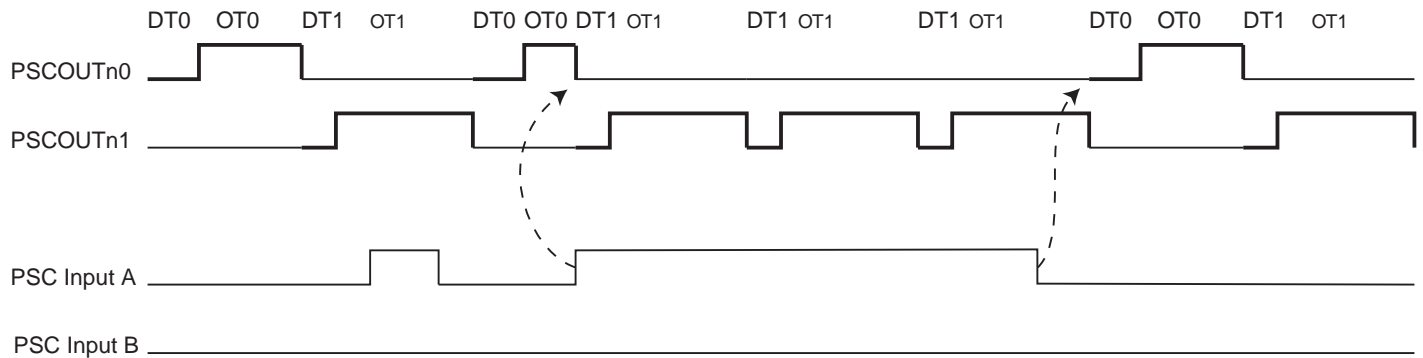 DT0 OT0 DT1 OT1 DT0 OT0 DT1 OT1 DT1 OT1 DT1 OT1 DT0 OT0 DT1 OT1
PSCOUTn0
PSCOUTn1
PSC Input A
PSC Input B